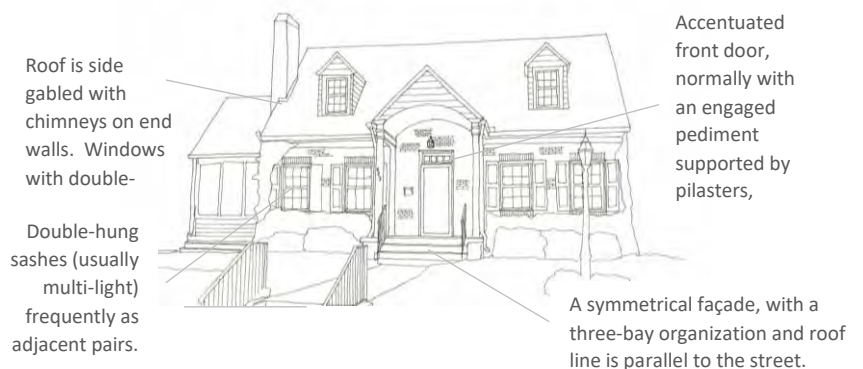 Roof is side
gabled with
chimneys on end
walls. Windows
with double-
Double-hung
sashes (usually
multi-light)
frequently as
adjacent pairs.
Accentuated
front door,
normally with
an engaged
pediment
supported by
pilasters,
A symmetrical façade, with a
three-bay organization and roof
line is parallel to the street.